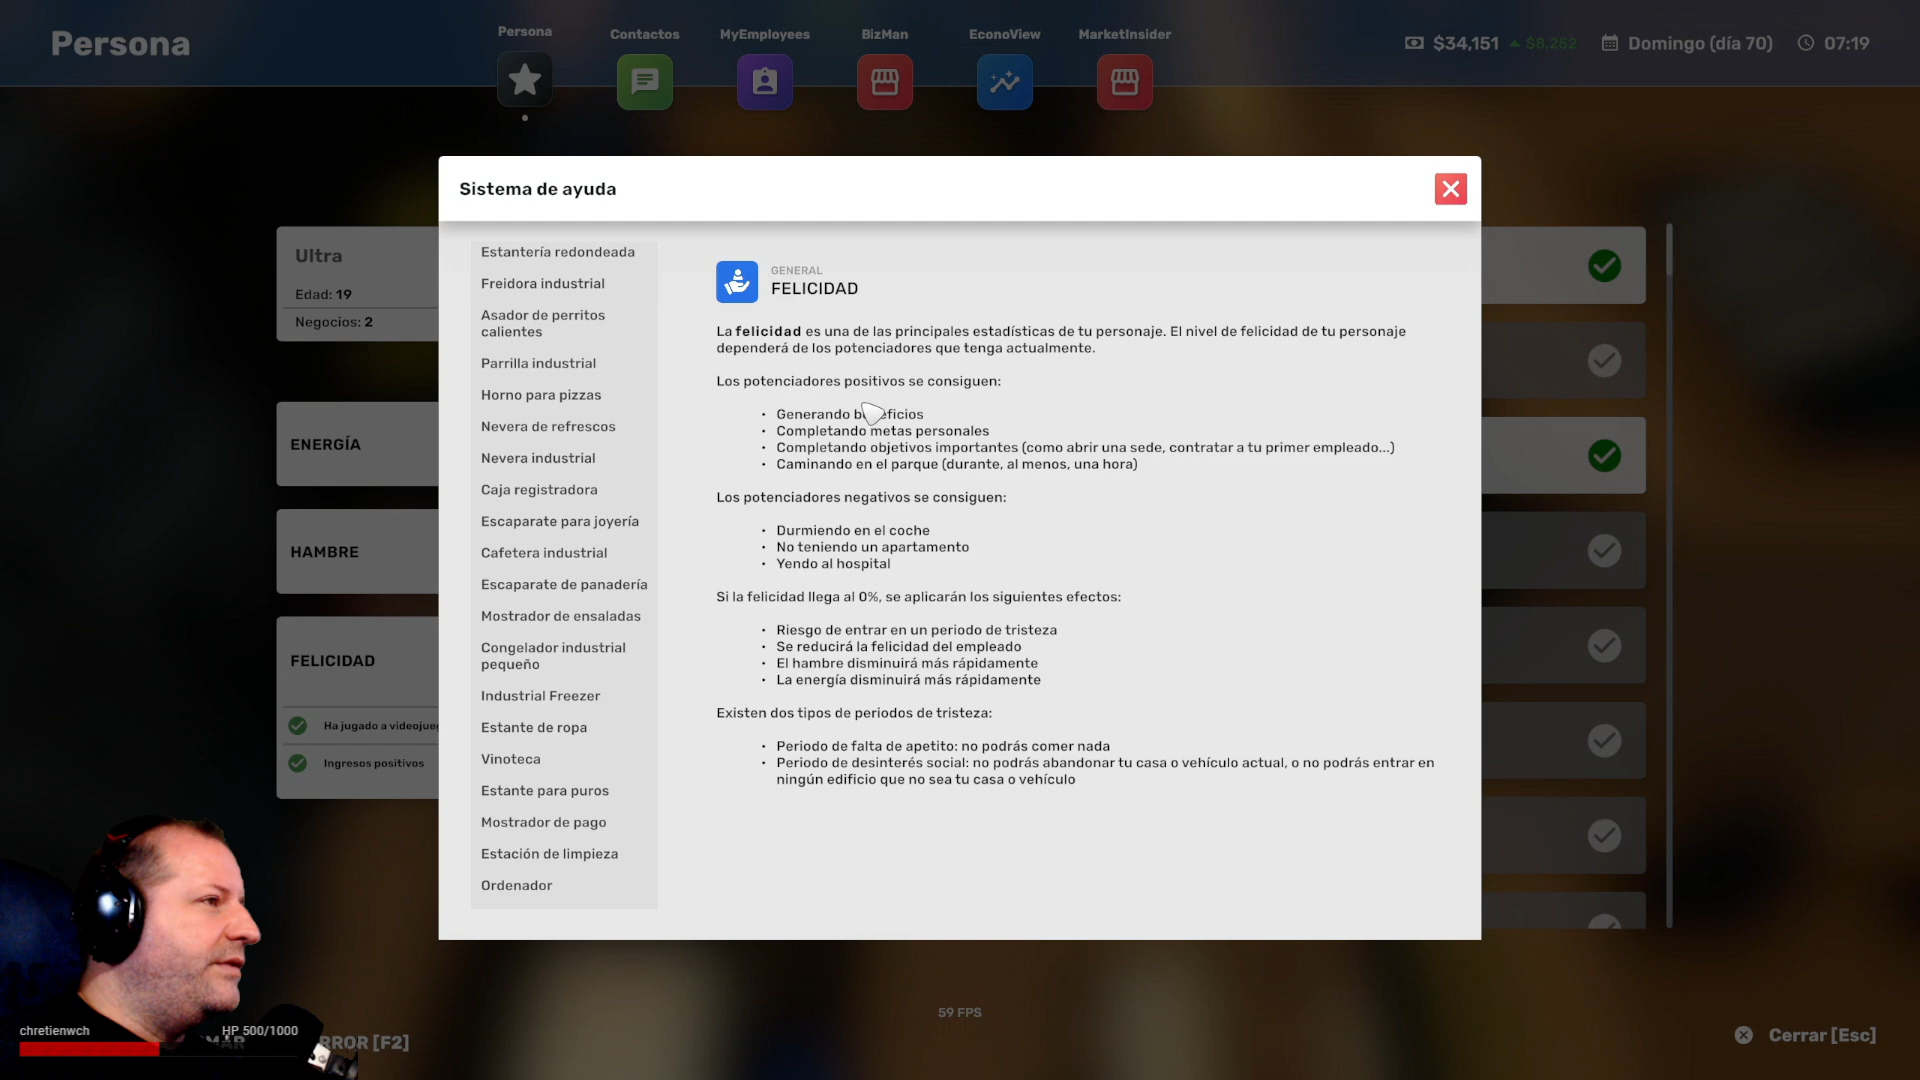 Persona
Persona
Contactos
MyEmployees
BizMan
EconoView
MarketInsider
$34,151
$8,252
Domingo (día 70)
07:19
Sistema de ayuda
Ultra
Edad: 19
Negocios: 2
ENERGÍA
HAMBRE
FELICIDAD
Ha jugado a videojue
Ingresos positivos
Estantería redondeada
Freidora industrial
Asador de perritos
calientes
Parrilla industrial
Horno para pizzas
Nevera de refrescos
Nevera industrial
Caja registradora
Escaparate para joyería
Cafetera industrial
Escaparate de panadería
Mostrador de ensaladas
Congelador industrial
pequeño
Industrial Freezer
Estante de ropa
Vinoteca
Estante para puros
Mostrador de pago
Estación de limpieza
Ordenador
GENERAL
FELICIDAD
La felicidad es una de las principales estadísticas de tu personaje. El nivel de felicidad de tu personaje
dependerá de los potenciadores que tenga actualmente.
Los potenciadores positivos se consiguen:
• Generando beneficios
• Completando metas personales
• Completando objetivos importantes (como abrir una sede, contratar a tu primer empleado...)
• Caminando en el parque (durante, al menos, una hora)
Los potenciadores negativos se consiguen:
• Durmiendo en el coche
• No teniendo un apartamento
• Yendo al hospital
Si la felicidad llega al 0%, se aplicarán los siguientes efectos:
• Riesgo de entrar en un periodo de tristeza
• Se reducirá la felicidad del empleado
• El hambre disminuirá más rápidamente
• La energía disminuirá más rápidamente
Existen dos tipos de periodos de tristeza:
• Periodo de falta de apetito: no podrás comer nada
• Periodo de desinterés social: no podrás abandonar tu casa o vehículo actual, o no podrás entrar en
ningún edificio que no sea tu casa o vehículo
59 FPS
chretienwch
HP 500/1000
RROR [F2]
Cerrar [Esc]